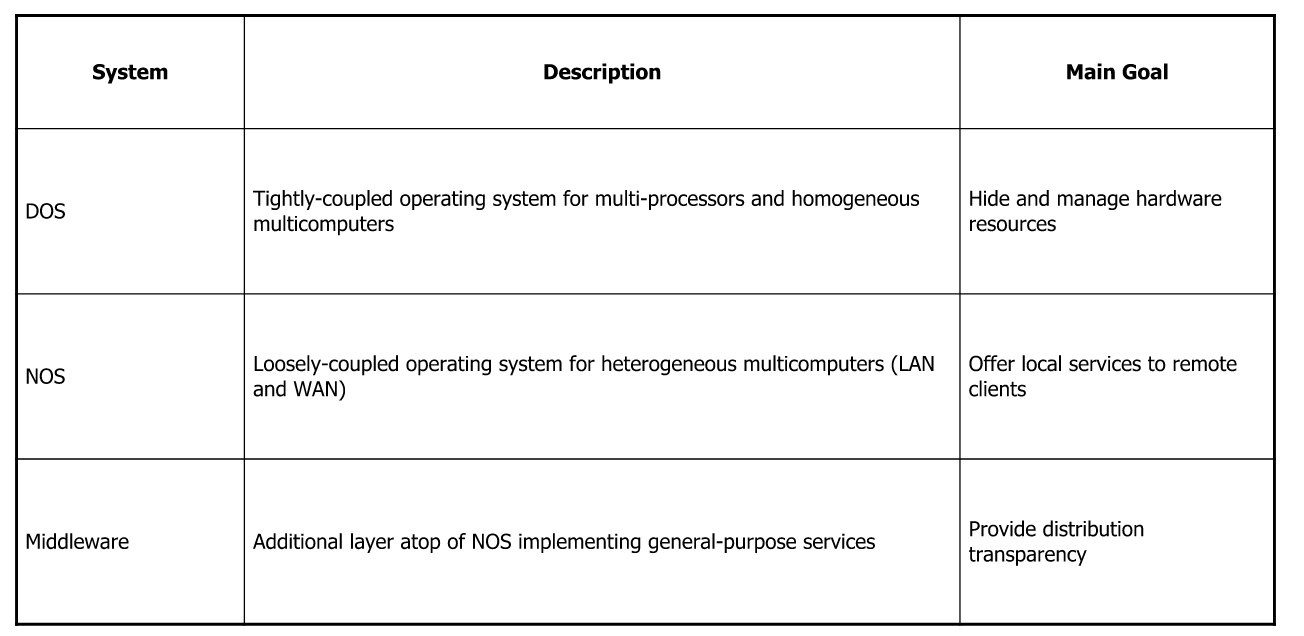 System
Description
Main Goal
DOS
Tightly-coupled operating system for multi-processors and homogeneous
multicomputers
Hide and manage hardware
resources
NOS
Loosely-coupled operating system for heterogeneous multicomputers (LAN
and WAN)
Offer local services to remote
clients
Middleware
Additional layer atop of NOS implementing general-purpose services
Provide distribution
transparency